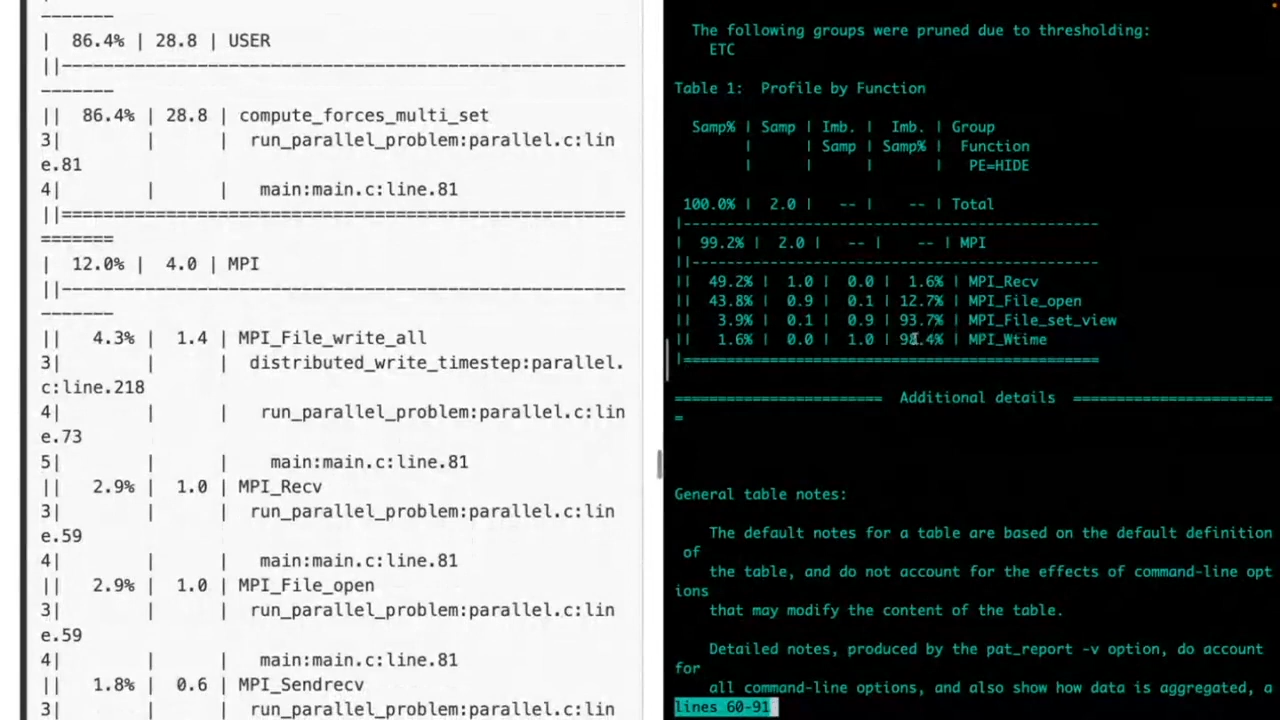 -------
|  86.4% | 28.8 | USER
||------------------------------------------------------
-------
||  86.4% | 28.8 | compute_forces_multi_set
3|        |      |  run_parallel_problem:parallel.c:lin
e.81
4|        |      |   main:main.c:line.81
||======================================================
=======
|  12.0% |  4.0 | MPI
||------------------------------------------------------
-------
||   4.3% |  1.4 | MPI_File_write_all
3|        |      |  distributed_write_timestep:parallel.
c:line.218
4|        |      |   run_parallel_problem:parallel.c:lin
e.73
5|        |      |    main:main.c:line.81
||   2.9% |  1.0 | MPI_Recv
3|        |      |  run_parallel_problem:parallel.c:lin
e.59
4|        |      |   main:main.c:line.81
||   2.9% |  1.0 | MPI_File_open
3|        |      |  run_parallel_problem:parallel.c:lin
e.59
4|        |      |   main:main.c:line.81
||   1.8% |  0.6 | MPI_Sendrecv
3|        |      |  run_parallel_problem:parallel.c:lin
The following groups were pruned due to thresholding:
ETC
Table 1:  Profile by Function
Samp% | Samp | Imb. |  Imb. | Group
|      | Samp | Samp% |  Function
|      |      |       |   PE=HIDE
100.0% |  2.0 |   -- |    -- | Total
|------------------------------------------------
|  99.2% |  2.0 |   -- |    -- | MPI
||-----------------------------------------------
||  49.2% |  1.0 |  0.0 |  1.6% | MPI_Recv
||  43.8% |  0.9 |  0.1 | 12.7% | MPI_File_open
||   3.9% |  0.1 |  0.9 | 93.7% | MPI_File_set_view
||   1.6% |  0.0 |  1.0 | 98.4% | MPI_Wtime
|================================================
========================  Additional details  =======================
=
General table notes:
The default notes for a table are based on the default definition
of
the table, and do not account for the effects of command-line opt
ions
that may modify the content of the table.
Detailed notes, produced by the pat_report -v option, do account
for
all command-line options, and also show how data is aggregated, a
lines 60-91